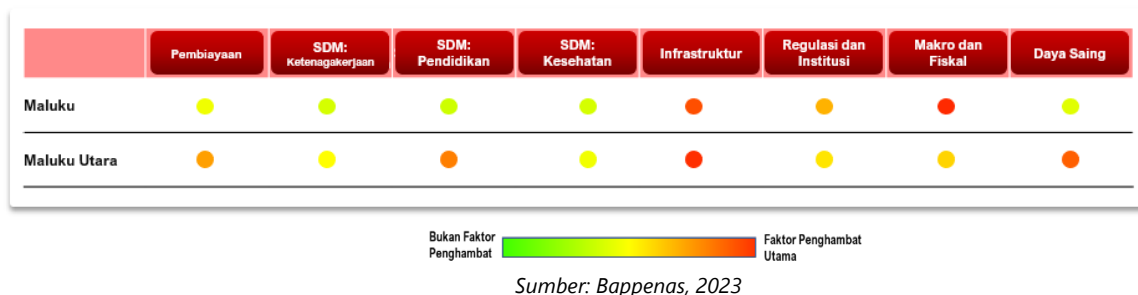 Pembiayaan
SDM:
Ketenagakerjaan
SDM:
Pendidikan
SDM:
Kesehatan
Infrastruktur
Regulasi dan
Institusi
Makro dan
Fiskal
Daya Saing
Maluku
Maluku Utara
Bukan Faktor
Penghambat
Faktor Penghambat
Utama
Sumber: Bappenas, 2023